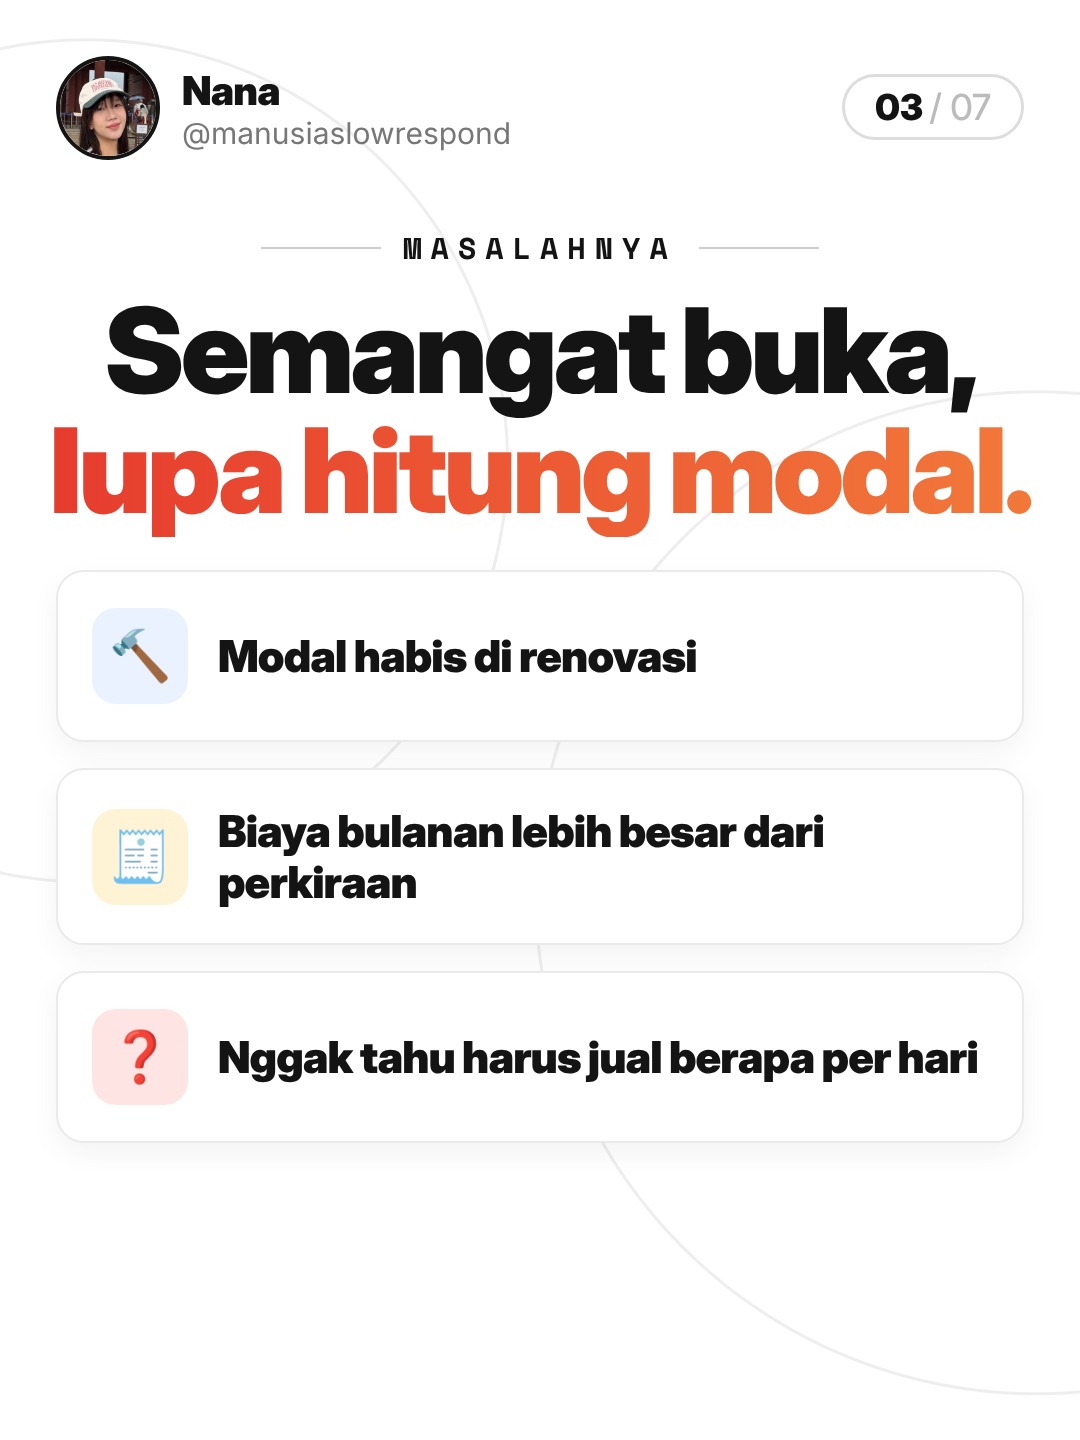 Nana
@manusiaslowrespond
03 / 07
MASALAHNYA
Semangat buka,
lupa hitung modal.
Modal habis di renovasi
Biaya bulanan lebih besar dari
perkiraan
Nggak tahu harus jual berapa per hari